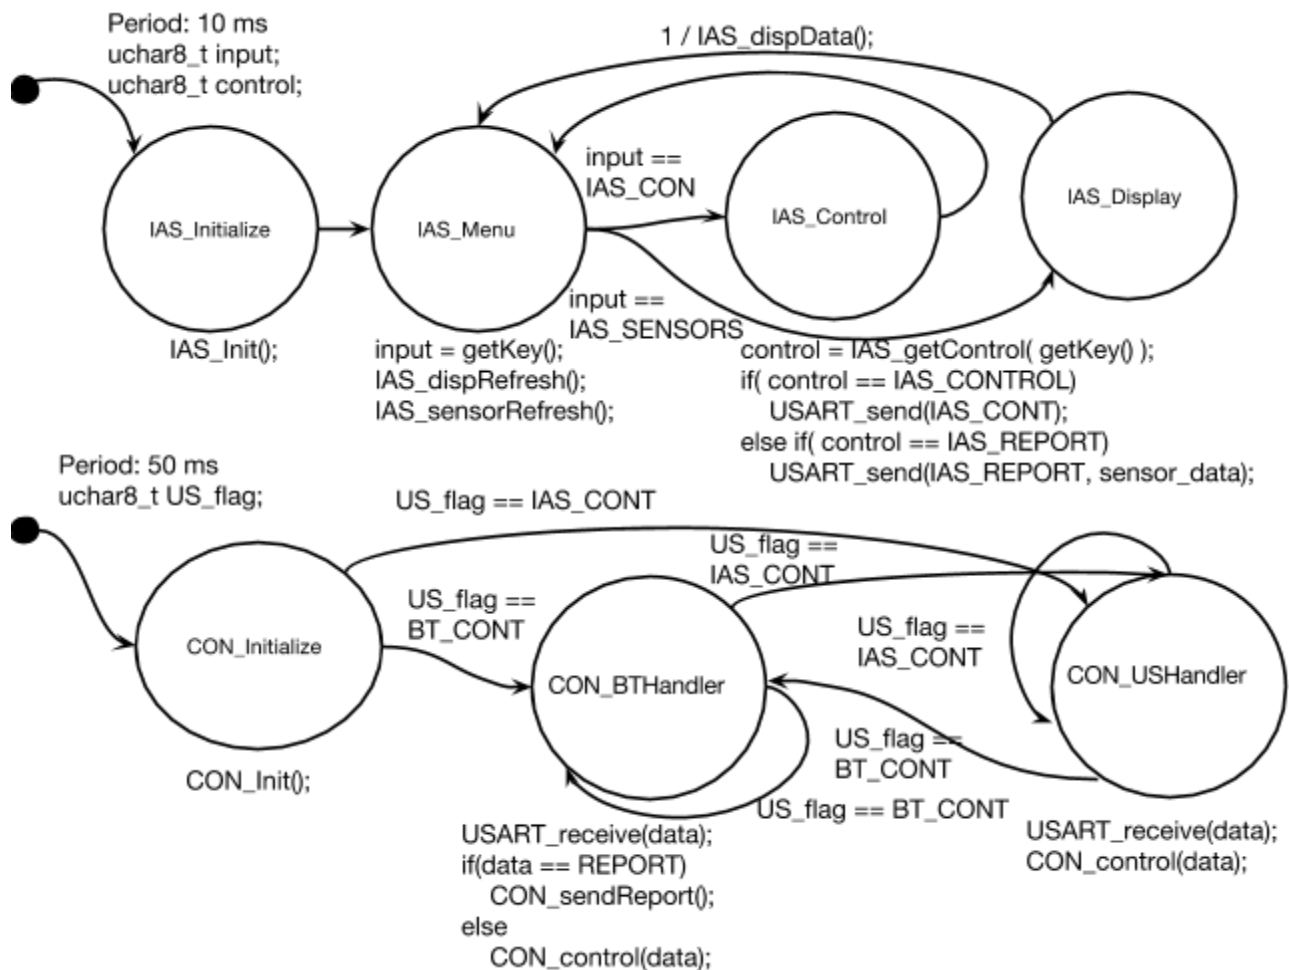 Period: 10 ms
uchar8_t input;
uchar8_t control;
1 / IAS_dispData();
input ==
IAS_CON
IAS_Initialize
IAS_Menu
IAS_Control
IAS_Display
input ==
IAS_SENSORS
IAS_Init();
input = getKey();
IAS_dispRefresh();
IAS_sensorRefresh();
control = IAS_getControl( getKey() );
if( control == IAS_CONTROL)
USART_send(IAS_CONT);
else if( control == IAS_REPORT)
USART_send(IAS_REPORT, sensor_data);
Period: 50 ms
uchar8_t US_flag;
US_flag == IAS_CONT
US_flag ==
IAS_CONT
US_flag ==
BT_CONT
US_flag ==
IAS_CONT
CON_Initialize
CON_BTHandler
CON_USHandler
US_flag ==
BT_CONT
US_flag == BT_CONT
CON_Init();
USART_receive(data);
if(data == REPORT)
CON_sendReport();
else
CON_control(data);
USART_receive(data);
CON_control(data);